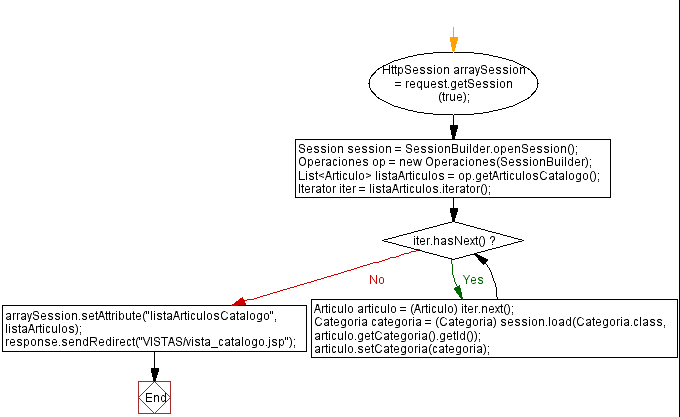 HttpSession arraySession
= request.getSession
(true);
Session session = SessionBuilder.openSession();
Operaciones op = new Operaciones(SessionBuilder);
List<Articulo> listaArticulos = op.getArticulosCatalogo();
Iterator iter = listaArticulos.iterator();
iter.hasNext() ?
No
Yes
arraySession.setAttribute("listaArticulosCatalogo",
listaArticulos);
response.sendRedirect("VISTAS/vista_catalogo.jsp");
Articulo articulo = (Articulo) iter.next();
Categoria categoria = (Categoria) session.load(Categoria.class,
articulo.getCategoria().getId());
articulo.setCategoria(categoria);
End